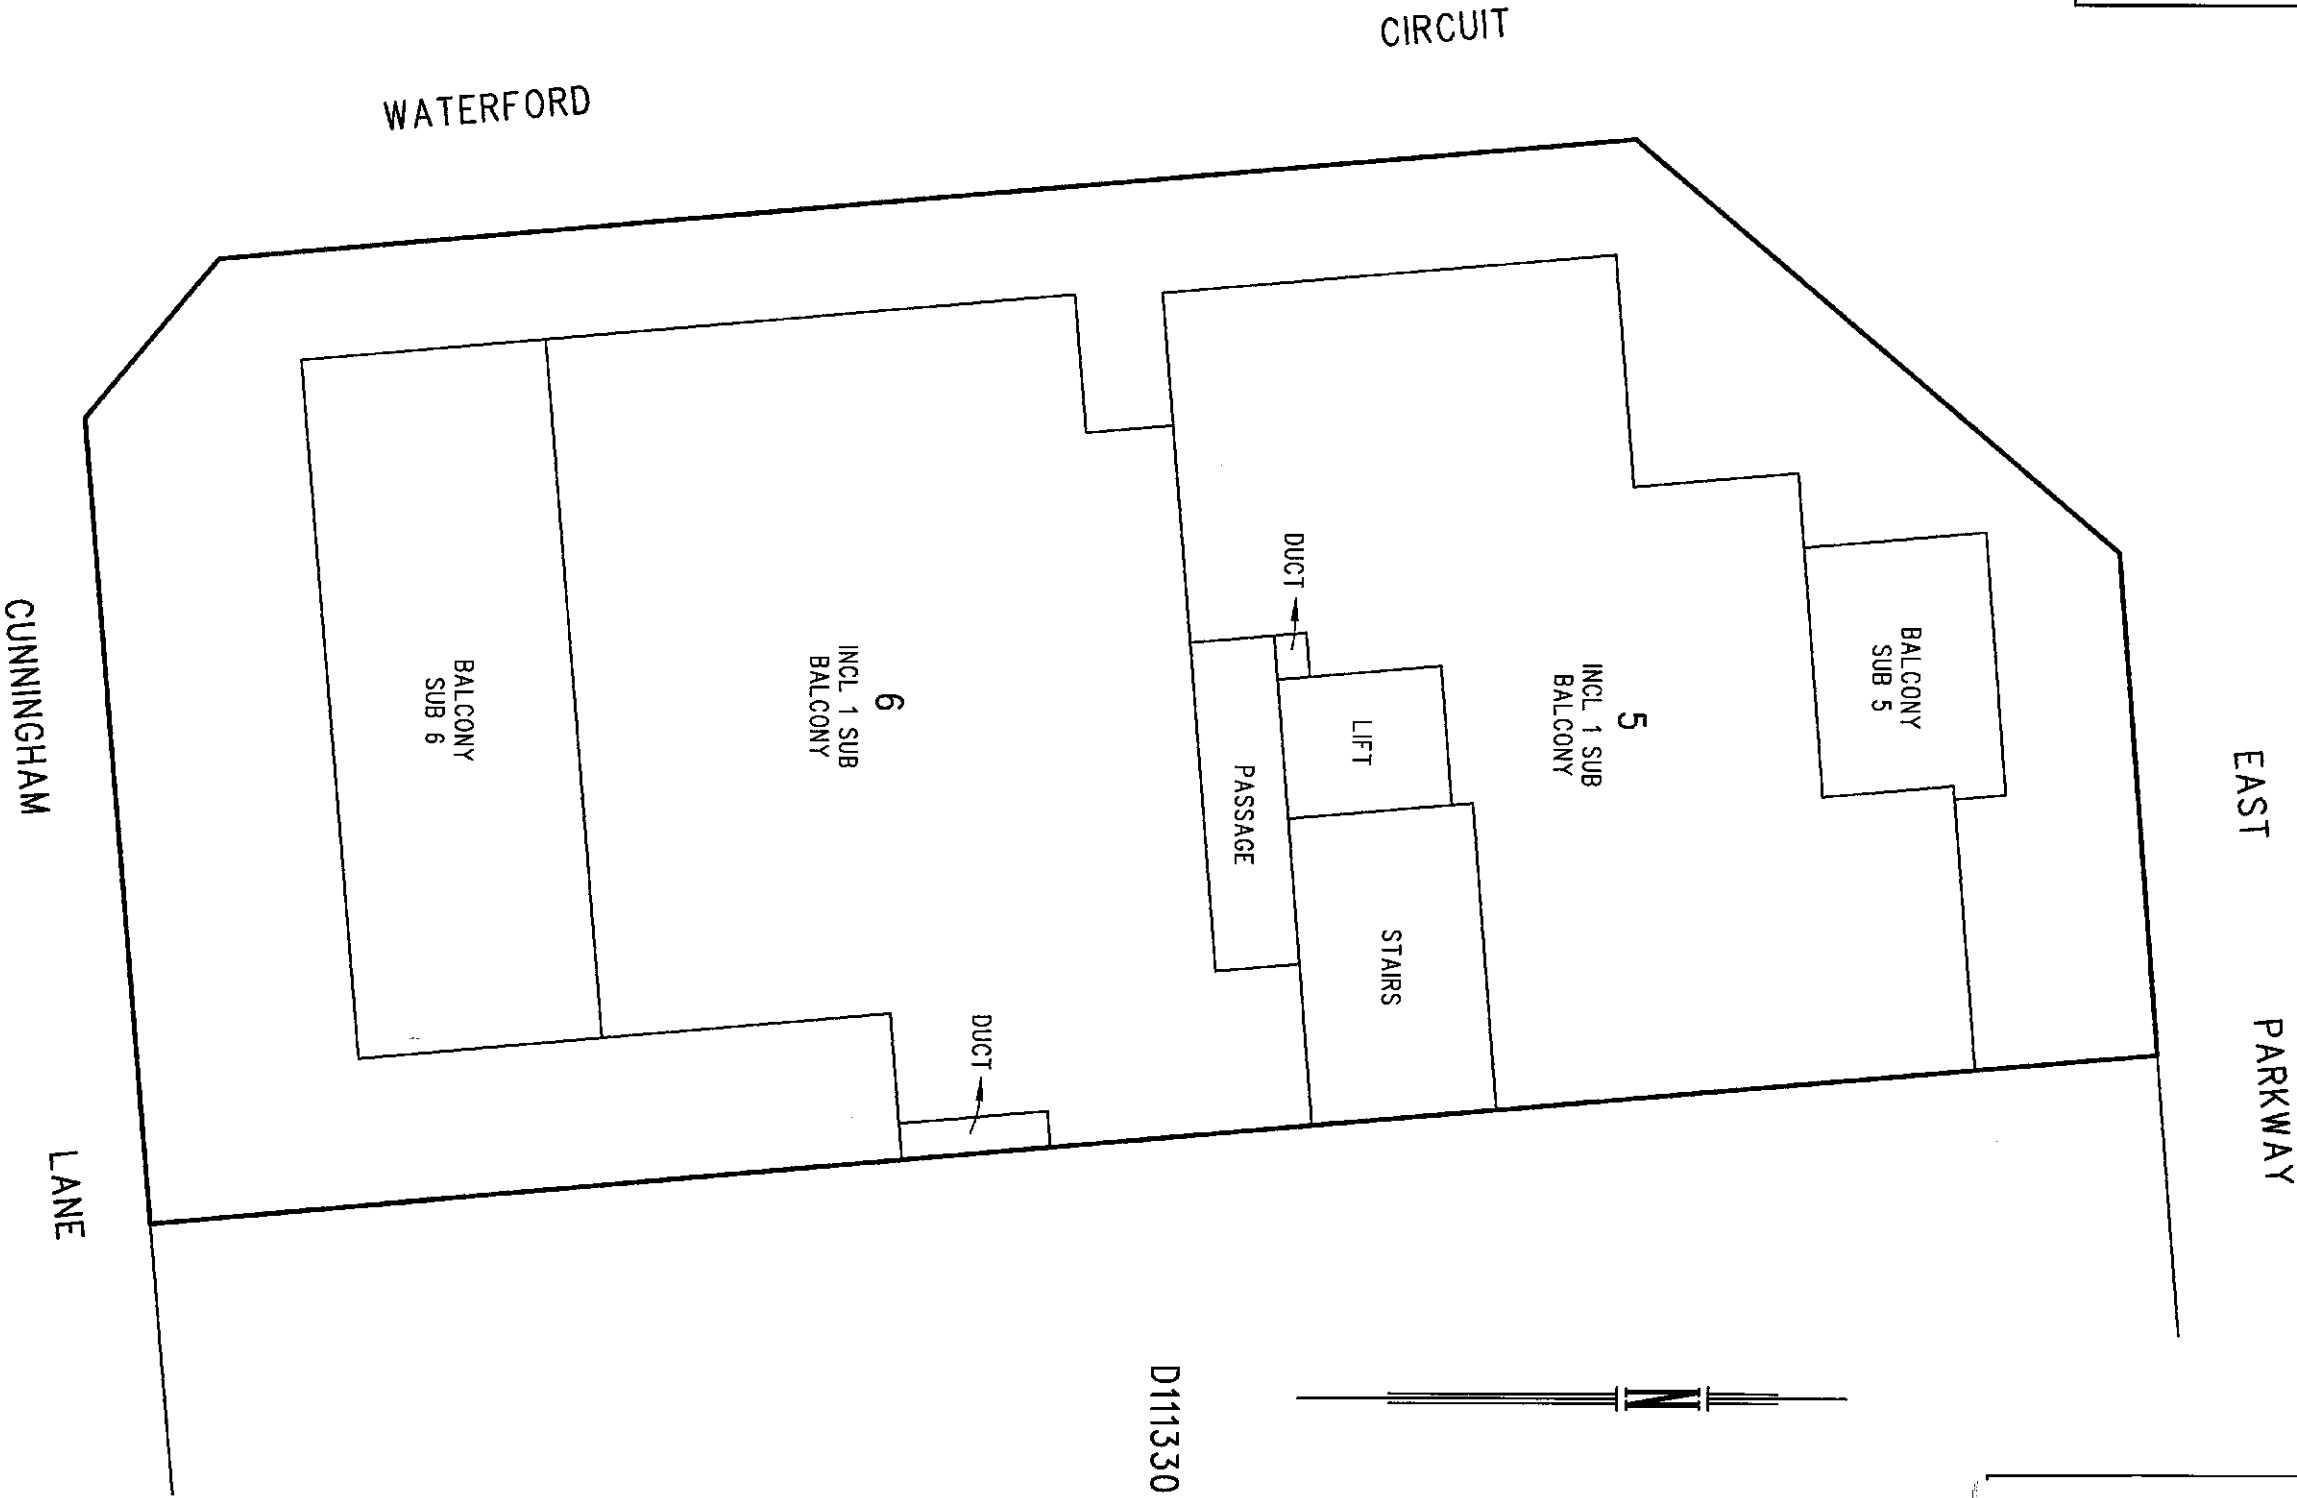 WATERFORD
CIRCUIT
EAST
PARKWAY
BALCONY
SUB 5
5
INCL 1 SUB
BALCONY
DUCT
LIFT
STAIRS
PASSAGE
6
INCL 1 SUB
BALCONY
DUCT
BALCONY
SUB 6
CUNNINGHAM
LANE
N
D111330